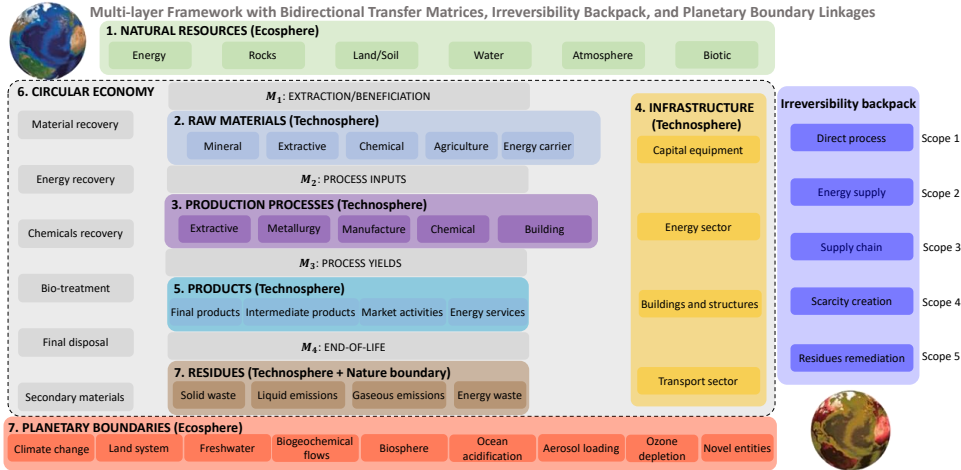 Multi-layer Framework with Bidirectional Transfer Matrices, Irreversibility Backpack, and Planetary Boundary Linkages
1. NATURAL RESOURCES (Ecosphere)
Energy
Rocks
Land/Soil
Water
Atmosphere
Biotic
6. CIRCULAR ECONOMY
Material recovery
Energy recovery
Chemicals recovery
Bio-treatment
Final disposal
Secondary materials
M₁: EXTRACTION/BENEFICIATION
2. RAW MATERIALS (Technosphere)
Mineral
Extractive
Chemical
Agriculture
Energy carrier
M₂: PROCESS INPUTS
3. PRODUCTION PROCESSES (Technosphere)
Extractive
Metallurgy
Manufacture
Chemical
Building
M₃: PROCESS YIELDS
5. PRODUCTS (Technosphere)
Final products
Intermediate products
Market activities
Energy services
M₄: END-OF-LIFE
7. RESIDUES (Technosphere + Nature boundary)
Solid waste
Liquid emissions
Gaseous emissions
Energy waste
4. INFRASTRUCTURE
(Technosphere)
Capital equipment
Energy sector
Buildings and structures
Transport sector
Irreversibility backpack
Direct process
Scope 1
Energy supply
Scope 2
Supply chain
Scope 3
Scarcity creation
Scope 4
Residues remediation
Scope 5
7. PLANETARY BOUNDARIES (Ecosphere)
Climate change
Land system
Freshwater
Biogeochemical
flows
Biosphere
Ocean
acidification
Aerosol loading
Ozone
depletion
Novel entities